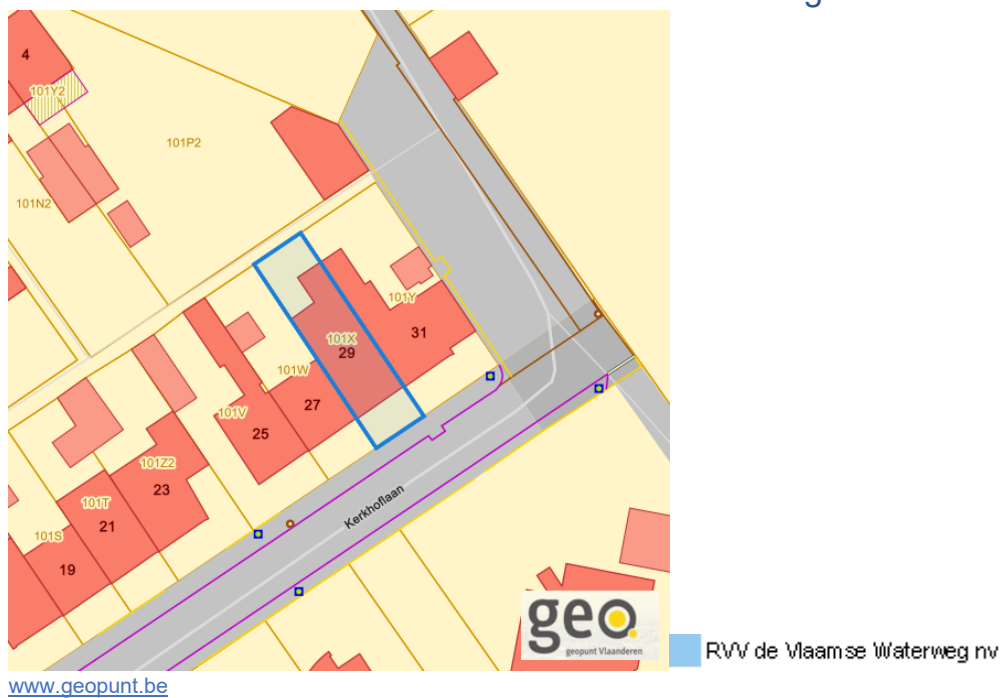 4
101Y2
101P2
101N2
101Y
31
101X
29
101W
27
101V
25
101Z2
23
101T
21
101S
19
Kerkhoflaan
geo.
geopunt Vlaanderen
RVV de Vlaamse Waterweg nv
www.geopunt.be